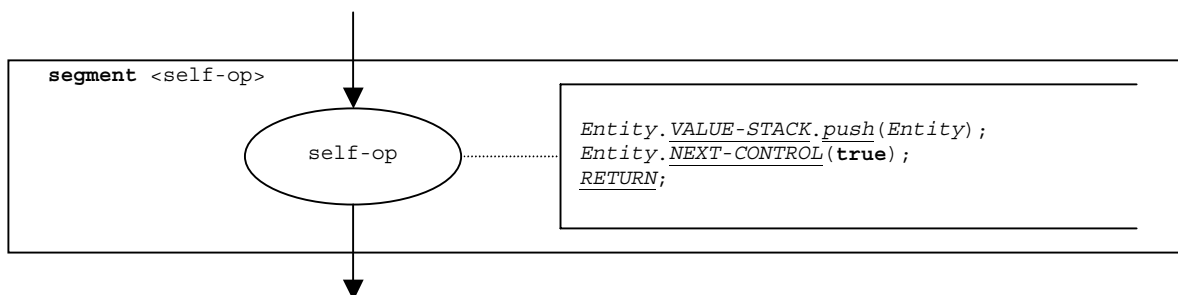 segment <self-op>
self-op
Entity.VALUE-STACK.push(Entity);
Entity.NEXT-CONTROL(true);
RETURN;